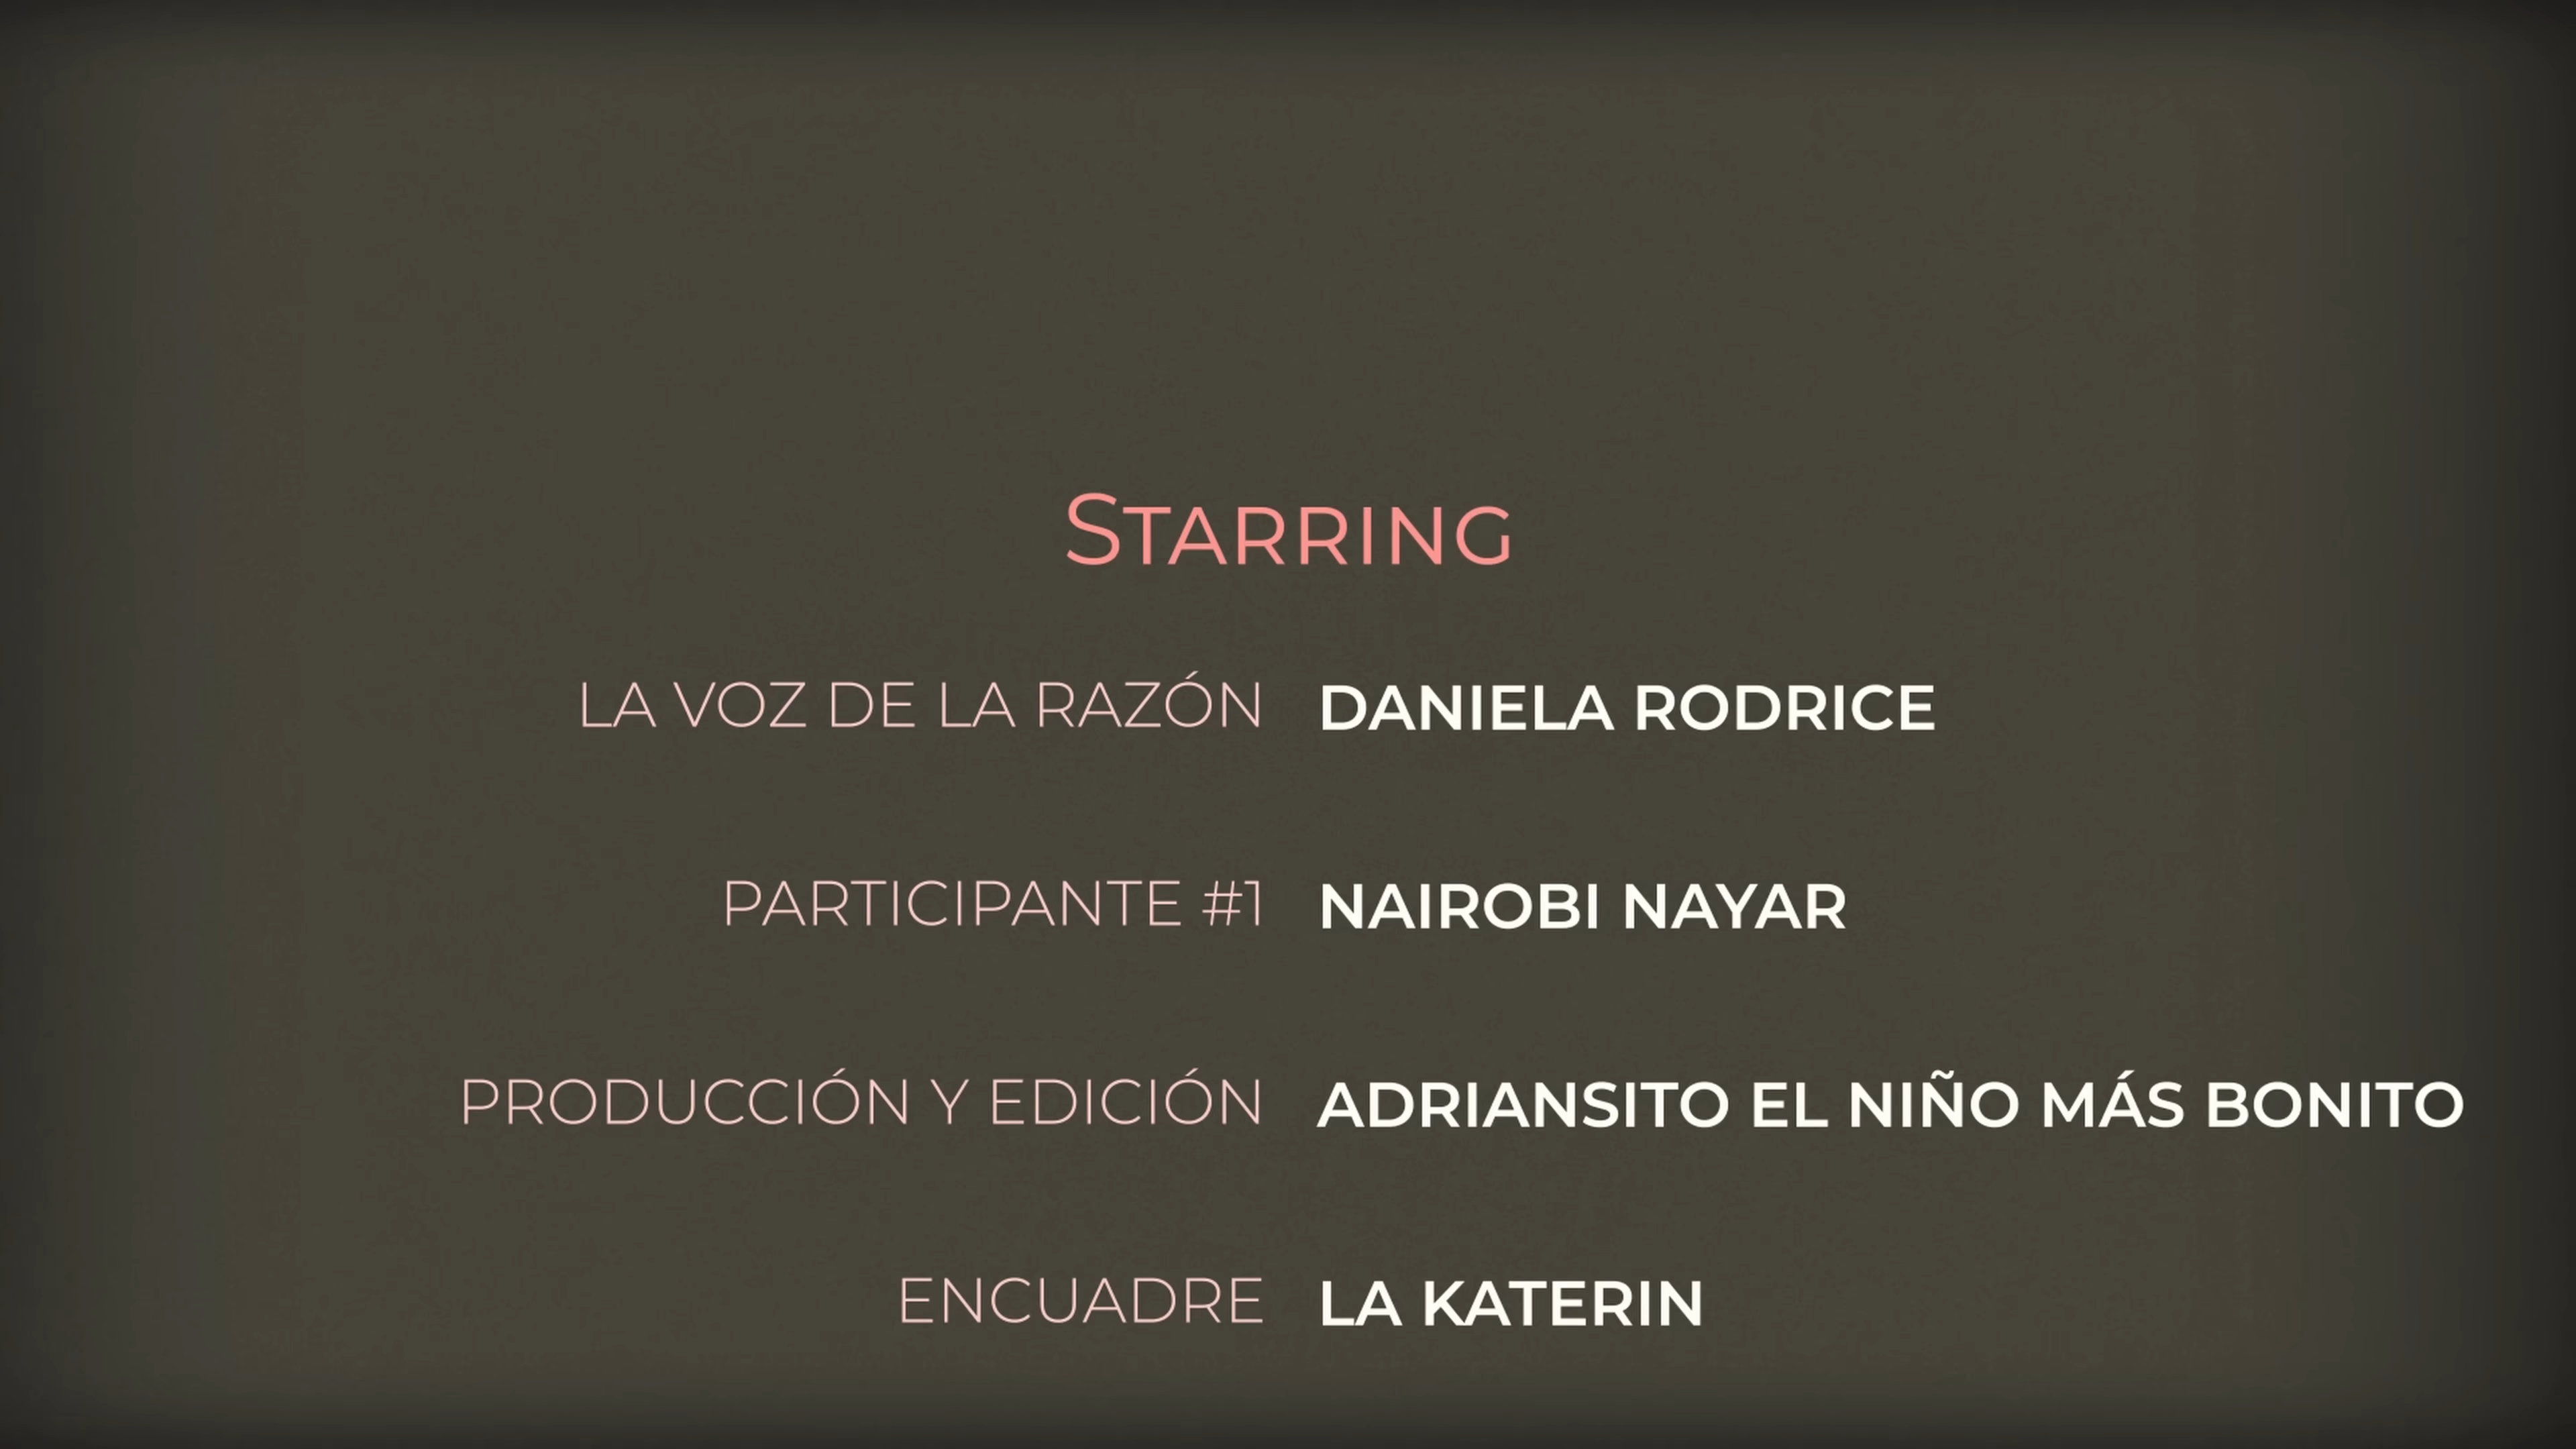 Starring
LA VOZ DE LA RAZÓN DANIELA RODRICE
PARTICIPANTE #1 NAIROBI NAYAR
PRODUCCIÓN Y EDICIÓN ADRIANSITO EL NIÑO MÁS BONITO
ENCUADRE LA KATERIN